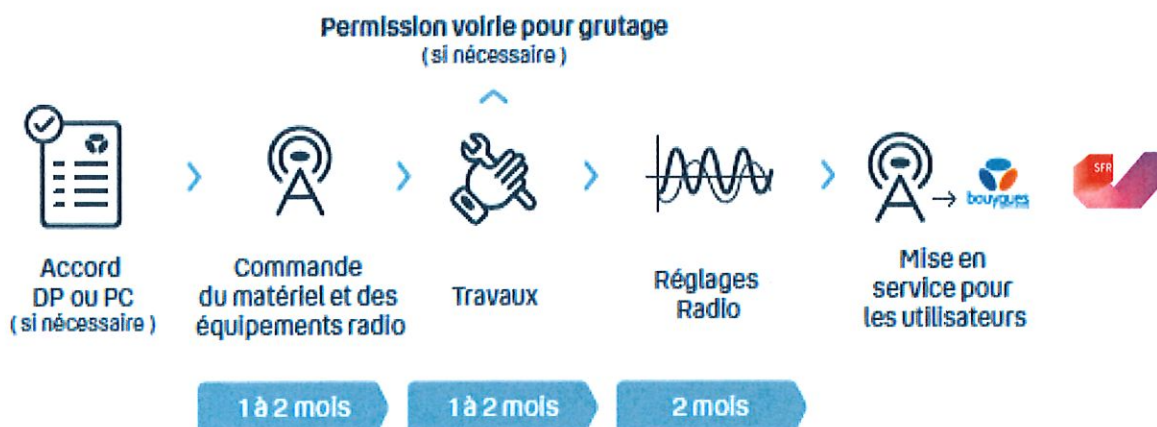 Permission voirie pour grutage
( si nécessaire )
Accord
DP ou PC
( si nécessaire )
Commande
du matériel et des
équipements radio
Travaux
Réglages
Radio
bouygues
SFR
Mise en
service pour
les utilisateurs
1 à 2 mois
1 à 2 mois
2 mois